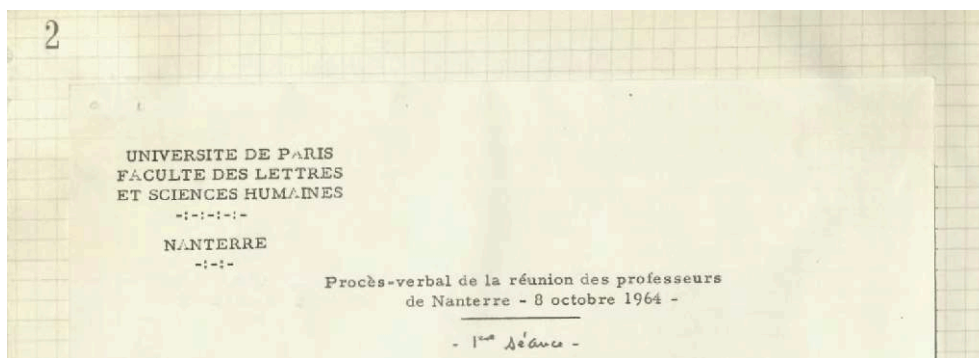 2
UNIVERSITE DE PARIS
FACULTE DES LETTRES
ET SCIENCES HUMAINES
-:-:-:-:-
NANTERRE
-:-:-
Procès-verbal de la réunion des professeurs
de Nanterre - 8 octobre 1964 -
- 1ère séance -